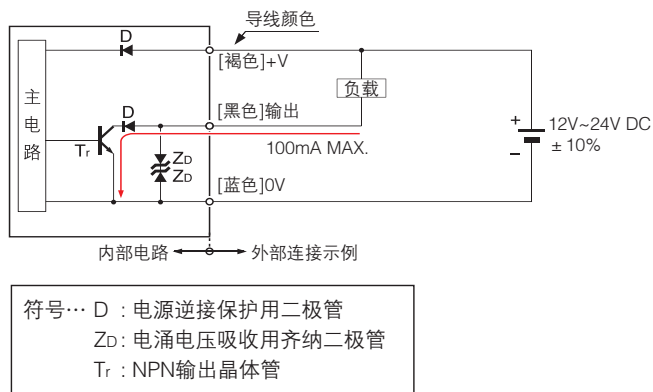 导线颜色
D
[褐色]+V
主电路
负载
D
[黑色]输出
+
12V~24V DC
Tr
ZD
100mA MAX.
±10%
ZD
−
[蓝色]0V
内部电路
外部连接示例
符号… D : 电源逆接保护用二极管
ZD : 电涌电压吸收用齐纳二极管
Tr : NPN输出晶体管